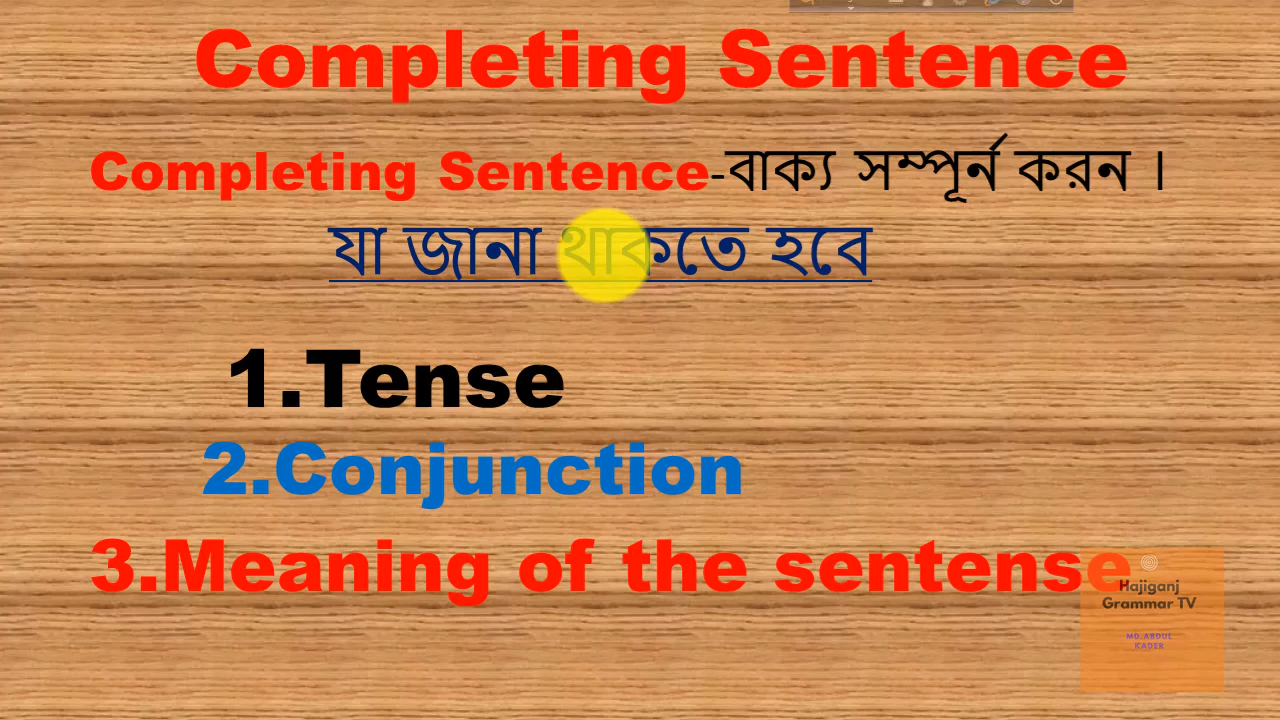 Completing Sentence
Completing Sentence-বাক্য সম্পূর্ন করন ।
যা জানা থাকতে হবে
1.Tense
2.Conjunction
3.Meaning of the sentense
Hajiganj
Grammar TV
MD.ABDUL
KADER